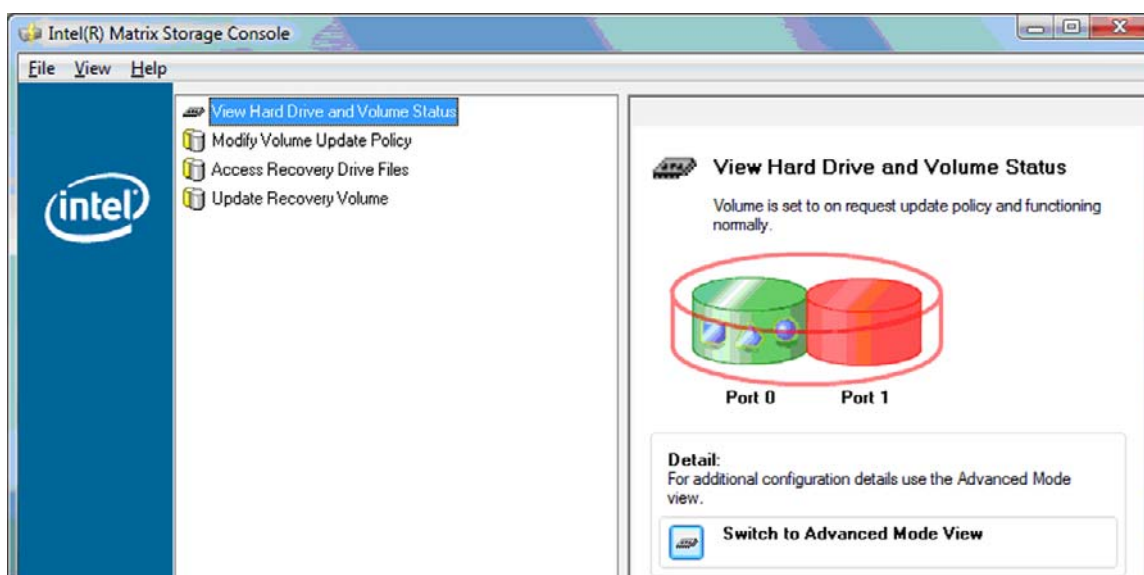 Intel(R) Matrix Storage Console
File View Help
intel
View Hard Drive and Volume Status
Modify Volume Update Policy
Access Recovery Drive Files
Update Recovery Volume
View Hard Drive and Volume Status
Volume is set to on request update policy and functioning
normally.
Port 0 Port 1
Detail:
For additional configuration details use the Advanced Mode
view.
Switch to Advanced Mode View